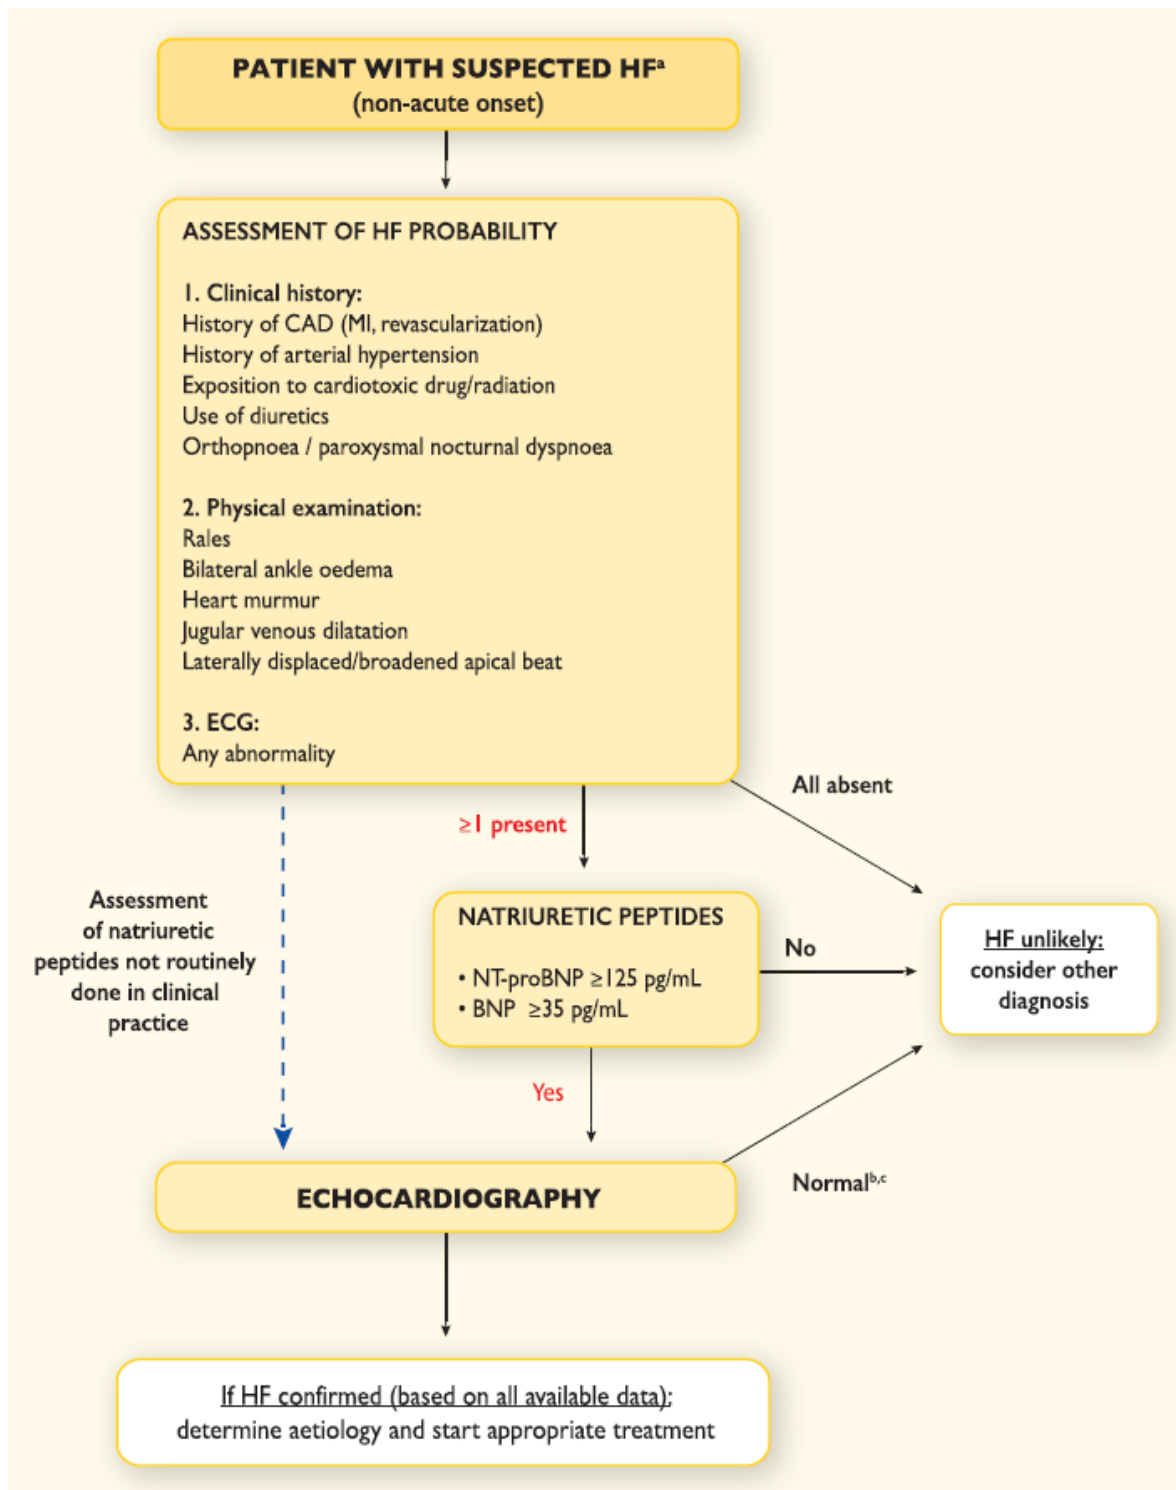 PATIENT WITH SUSPECTED HFa
(non-acute onset)
ASSESSMENT OF HF PROBABILITY
1. Clinical history:
History of CAD (MI, revascularization)
History of arterial hypertension
Exposition to cardiotoxic drug/radiation
Use of diuretics
Orthopnoea / paroxysmal nocturnal dyspnoea
2. Physical examination:
Rales
Bilateral ankle oedema
Heart murmur
Jugular venous dilatation
Laterally displaced/broadened apical beat
3. ECG:
Any abnormality
All absent
≥1 present
Assessment
of natriuretic
peptides not routinely
done in clinical
practice
NATRIURETIC PEPTIDES
• NT-proBNP ≥125 pg/mL
• BNP ≥35 pg/mL
No
HF unlikely:
consider other
diagnosis
Yes
Normalb,c
ECHOCARDIOGRAPHY
If HF confirmed (based on all available data):
determine aetiology and start appropriate treatment